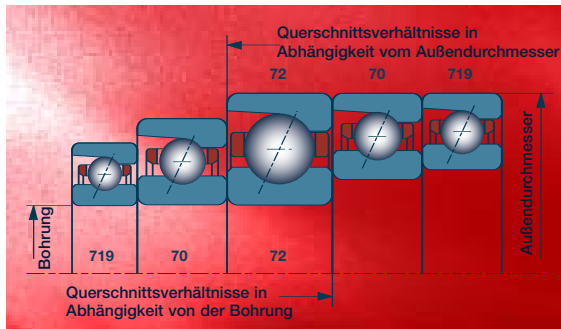 Querschnittsverhältnisse in
Abhängigkeit vom Außendurchmesser
72 70 719
Bohrung
Außendurchmesser
719 70 72
Querschnittsverhältnisse in
Abhängigkeit von der Bohrung